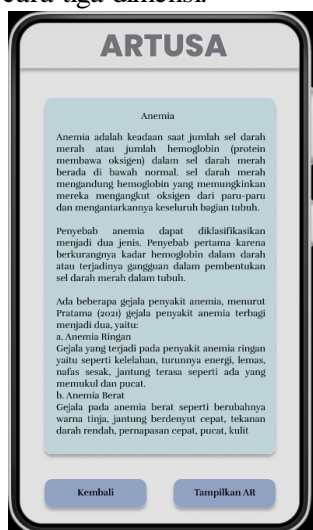 cara tiga dimensi.
ARTUSA
Anemia
Anemia adalah keadaan saat jumlah sel darah
merah atau jumlah hemoglobin (protein
membawa oksigen) dalam sel darah merah
berada di bawah normal. sel darah merah
mengandung hemoglobin yang memungkinkan
mereka mengangkut oksigen dari paru-paru
dan mengantarkannya keseluruh bagian tubuh.
Penyebab anemia dapat diklasifikasikan
menjadi dua jenis. Penyebab pertama karena
berkurangnya kadar hemoglobin dalam darah
atau terjadinya gangguan dalam pembentukan
sel darah merah dalam tubuh.
Ada beberapa gejala penyakit anemia, menurut
Pratama (2021) gejala penyakit anemia terbagi
menjadi dua, yaitu:
a. Anemia Ringan
Gejala yang terjadi pada penyakit anemia ringan
yaitu seperti kelelahan, turunnya energi, lemas,
nafas sesak, jantung terasa seperti ada yang
memukul dan pucat.
b. Anemia Berat
Gejala pada anemia berat seperti berubahnya
warna tinja, jantung berdenyut cepat, tekanan
darah rendah, pernapasan cepat, pucat, kulit
Kembali
Tampilkan AR